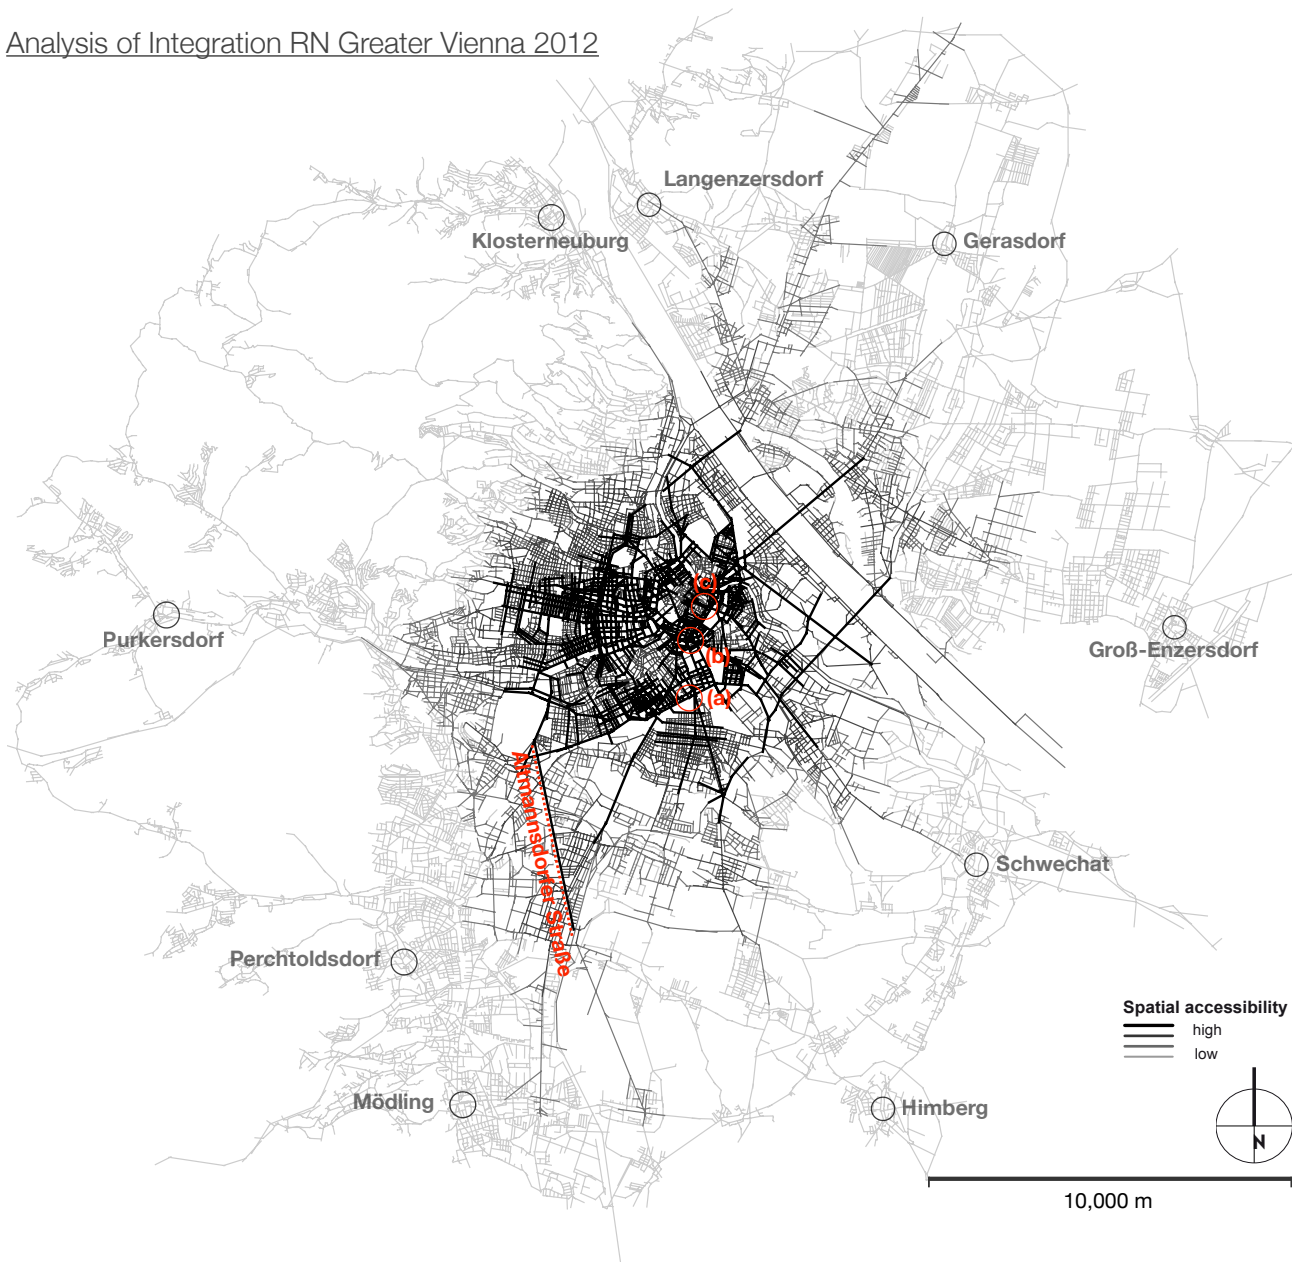 Analysis of Integration RN Greater Vienna 2012
Langenzersdorf
Klosterneuburg
Gerasdorf
(c)
Purkersdorf
(b)
Groß-Enzersdorf
(a)
Altmannsdorfer Straße
Schwechat
Perchtoldsdorf
Spatial accessibility
high
low
Mödling
Himberg
N
10,000 m